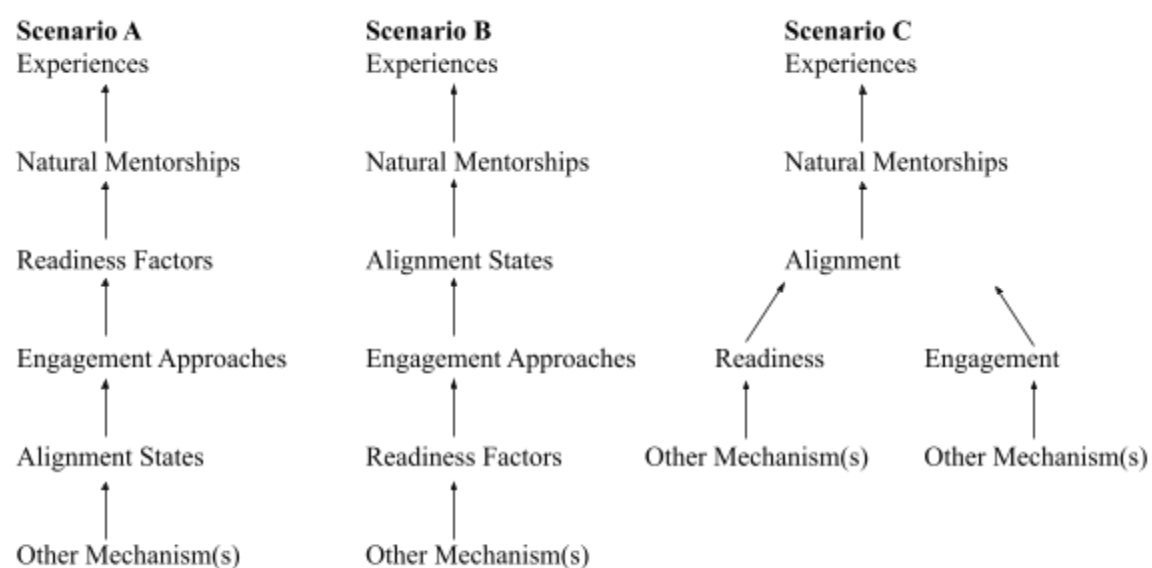 Scenario A
Experiences
Natural Mentorships
Readiness Factors
Engagement Approaches
Alignment States
Other Mechanism(s)
Scenario B
Experiences
Natural Mentorships
Alignment States
Engagement Approaches
Readiness Factors
Other Mechanism(s)
Scenario C
Experiences
Natural Mentorships
Alignment
Readiness
Engagement
Other Mechanism(s)
Other Mechanism(s)